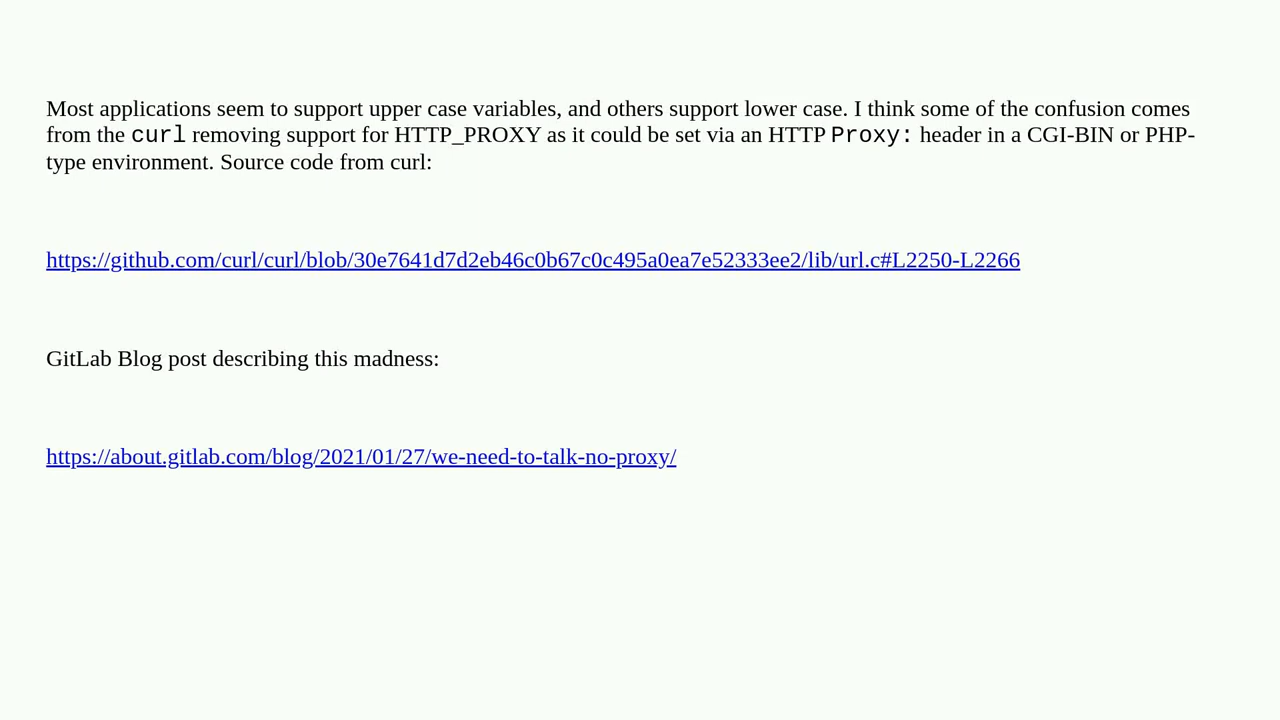 Most applications seem to support upper case variables, and others support lower case. I think some of the confusion comes
from the curl removing support for HTTP_PROXY as it could be set via an HTTP Proxy: header in a CGI-BIN or PHP-
type environment. Source code from curl:
https://github.com/curl/curl/blob/30e7641d7d2eb46c0b67c0c495a0ea7e52333ee2/lib/url.c#L2250-L2266
GitLab Blog post describing this madness:
https://about.gitlab.com/blog/2021/01/27/we-need-to-talk-no-proxy/